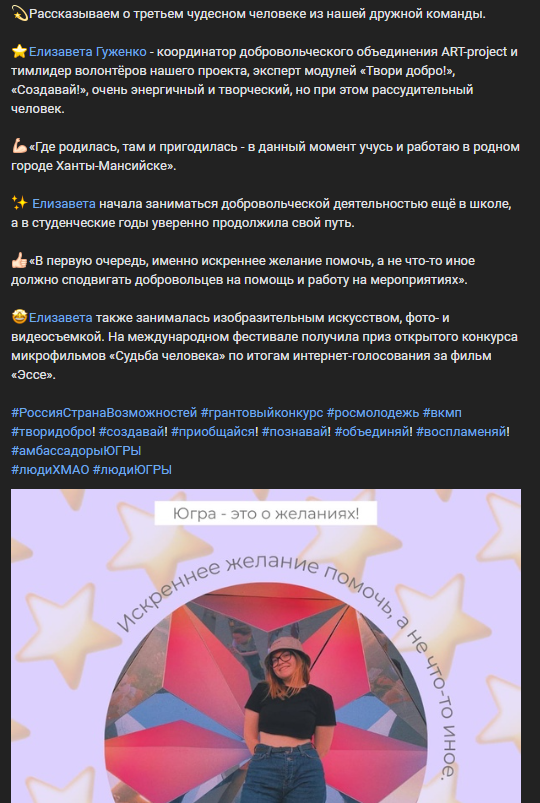 💫Рассказываем о третьем чудесном человеке из нашей дружной команды.
⭐Елизавета Гуженко - координатор добровольческого объединения ART-project и
тимлидер волонтёров нашего проекта, эксперт модулей «Твори добро!»,
«Создавай!», очень энергичный и творческий, но при этом рассудительный
человек.
💪🏻«Где родилась, там и пригодилась - в данный момент учусь и работаю в родном
городе Ханты-Мансийске».
✨ Елизавета начала заниматься добровольческой деятельностью ещё в школе,
а в студенческие годы уверенно продолжила свой путь.
👍🏻«В первую очередь, именно искреннее желание помочь, а не что-то иное
должно сподвигать добровольцев на помощь и работу на мероприятиях».
🤩Елизавета также занималась изобразительным искусством, фото- и
видеосъемкой. На международном фестивале получила приз открытого конкурса
микрофильмов «Судьба человека» по итогам интернет-голосования за фильм
«Эссе».
#РоссияСтранаВозможностей #грантовыйконкурс #росмолодежь #вкмп
#творидобро! #создавай! #приобщайся! #познавай! #объединяй! #воспламеняй!
#амбассадорыЮГРЫ
#людиХМАО #людиЮГРЫ
Югра - это о желаниях!
Искреннее желание помочь, а не что-то иное.